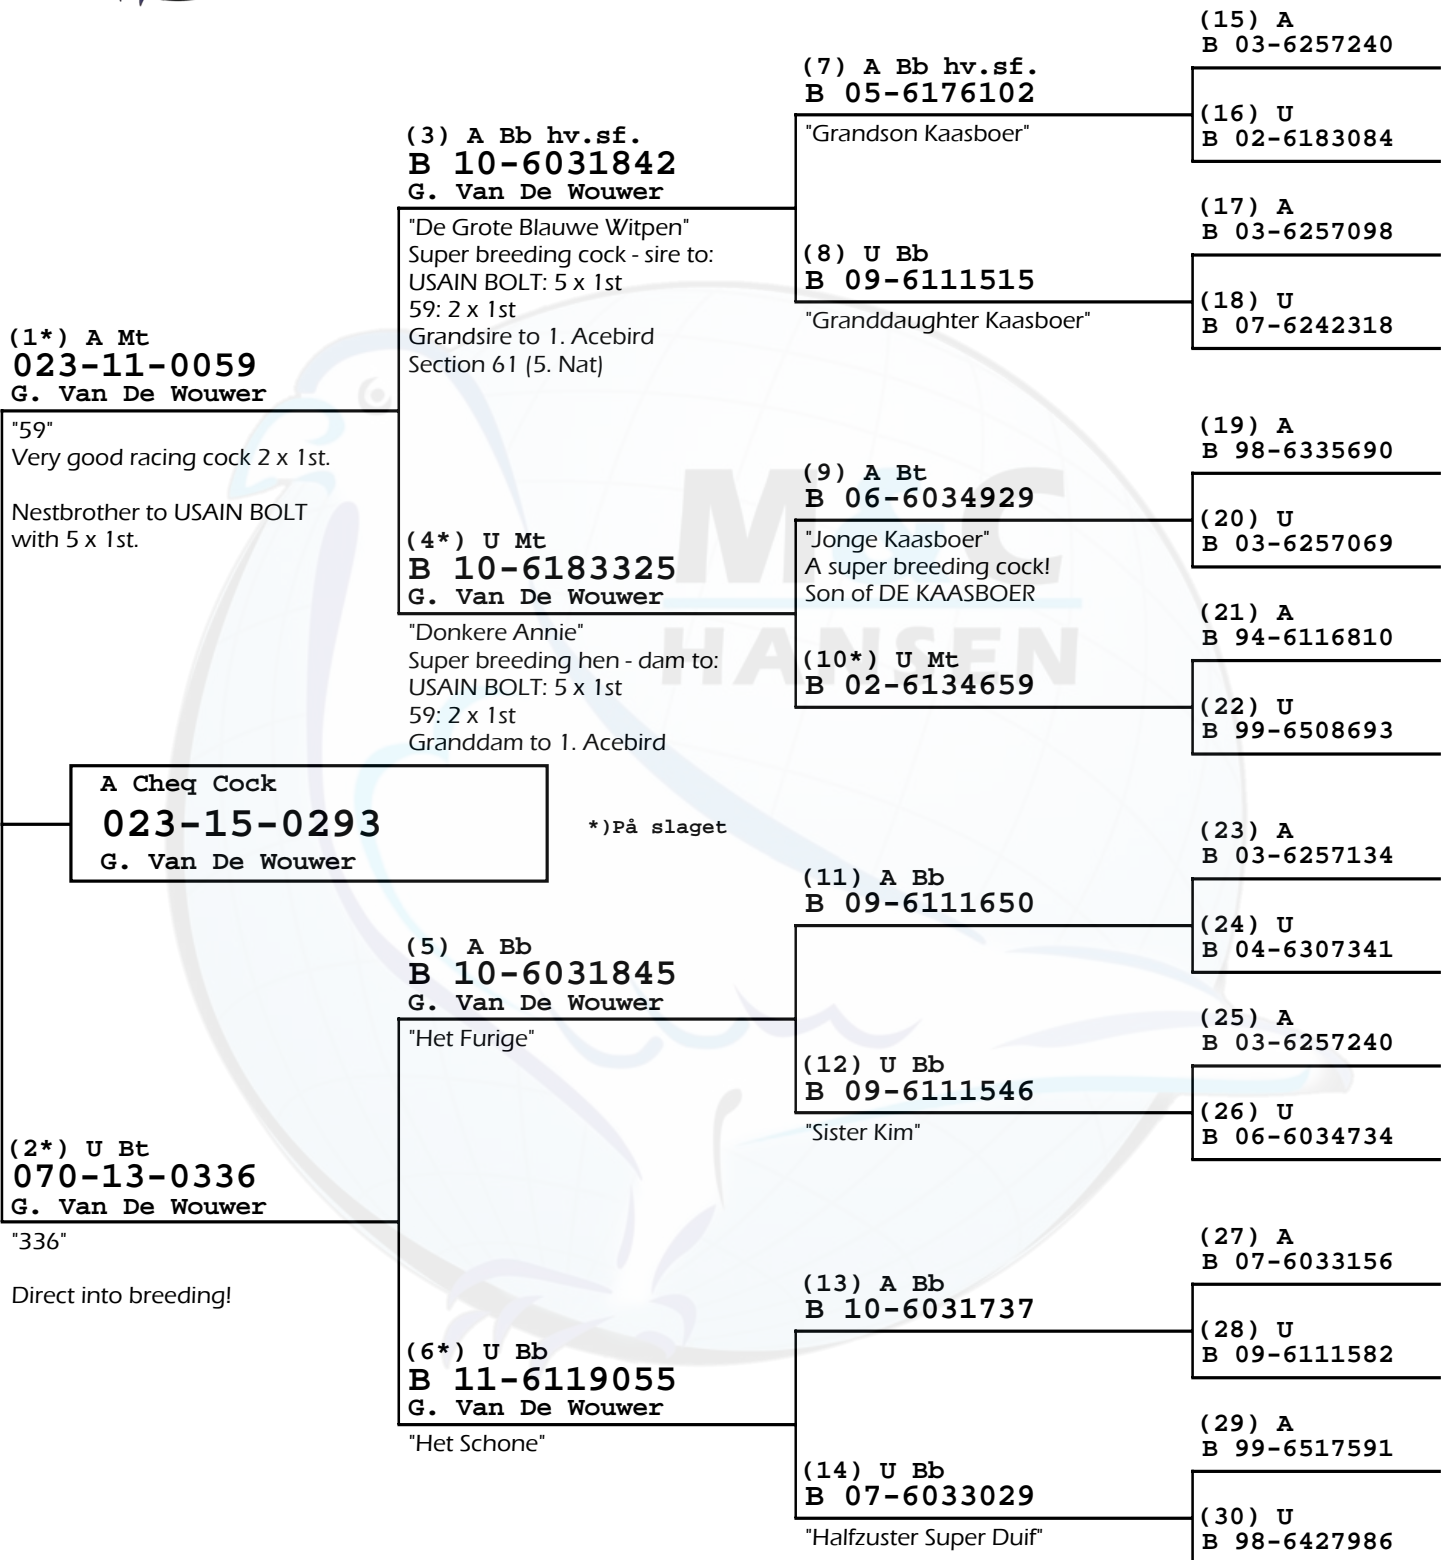 (1*) A Mt
023-11-0059
G. Van De Wouwer
"59"
Very good racing cock 2 x 1st.
Nestbrother to USAIN BOLT
with 5 x 1st.
A Cheq Cock
023-15-0293
G. Van De Wouwer
*)På slaget
(2*) U Bt
070-13-0336
G. Van De Wouwer
"336"
Direct into breeding!
(3) A Bb hv.sf.
B 10-6031842
G. Van De Wouwer
"De Grote Blauwe Witpen"
Super breeding cock - sire to:
USAIN BOLT: 5 x 1st
59: 2 x 1st
Grandsire to 1. Acebird
Section 61 (5. Nat)
(4*) U Mt
B 10-6183325
G. Van De Wouwer
"Donkere Annie"
Super breeding hen - dam to:
USAIN BOLT: 5 x 1st
59: 2 x 1st
Granddam to 1. Acebird
(5) A Bb
B 10-6031845
G. Van De Wouwer
"Het Furige"
(6*) U Bb
B 11-6119055
G. Van De Wouwer
"Het Schone"
(7) A Bb hv.sf.
B 05-6176102
"Grandson Kaasboer"
(8) U Bb
B 09-6111515
"Granddaughter Kaasboer"
M&C
HANSEN
(9) A Bt
B 06-6034929
"Jonge Kaasboer"
A super breeding cock!
Son of DE KAASBOER
(10*) U Mt
B 02-6134659
(11) A Bb
B 09-6111650
(12) U Bb
B 09-6111546
"Sister Kim"
(13) A Bb
B 10-6031737
(14) U Bb
B 07-6033029
"Halfzuster Super Duif"
(15) A
B 03-6257240
(16) U
B 02-6183084
(17) A
B 03-6257098
(18) U
B 07-6242318
(19) A
B 98-6335690
(20) U
B 03-6257069
(21) A
B 94-6116810
(22) U
B 99-6508693
(23) A
B 03-6257134
(24) U
B 04-6307341
(25) A
B 03-6257240
(26) U
B 06-6034734
(27) A
B 07-6033156
(28) U
B 09-6111582
(29) A
B 99-6517591
(30) U
B 98-6427986